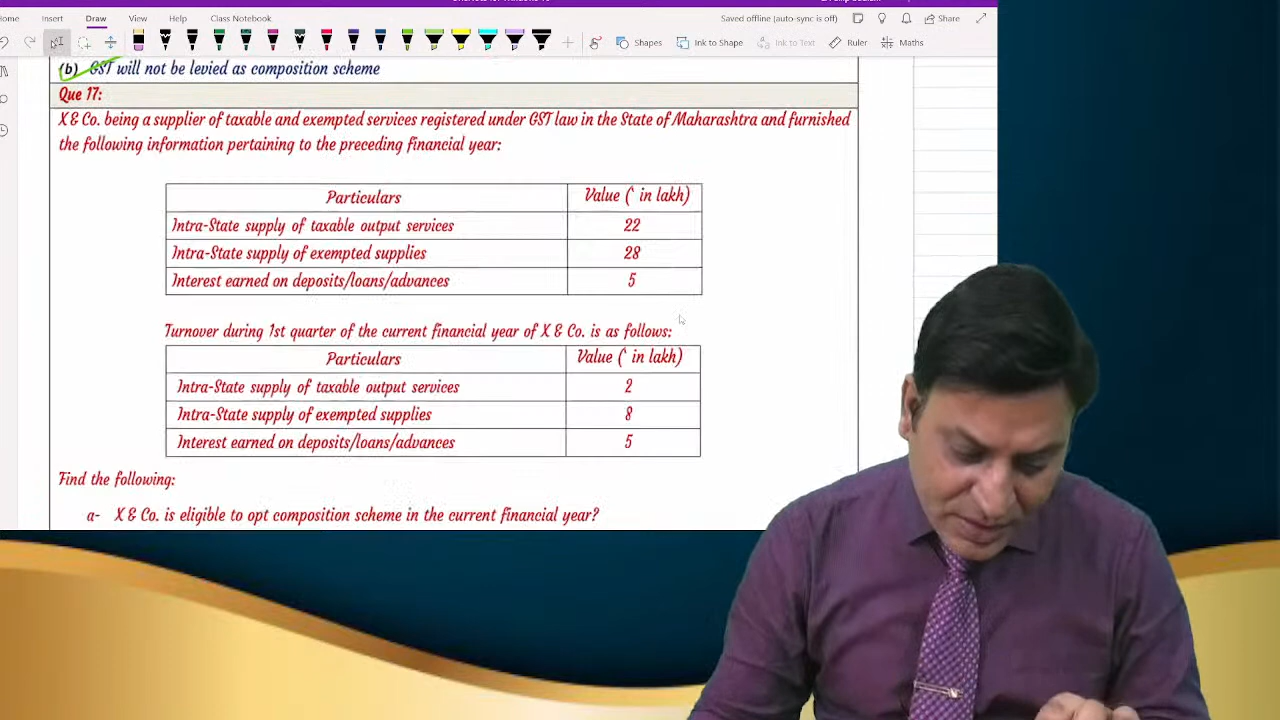 Home Insert Draw View Help Class Notebook Saved offline (auto-sync is off) Share
Shapes Ink to Shape Ink to Text Ruler Maths
(b) GST will not be levied as composition scheme
Que 17:
X & Co. being a supplier of taxable and exempted services registered under GST law in the State of Maharashtra and furnished
the following information pertaining to the preceding financial year:
Particulars Value (` in lakh)
Intra-State supply of taxable output services 22
Intra-State supply of exempted supplies 28
Interest earned on deposits/loans/advances 5
Turnover during 1st quarter of the current financial year of X & Co. is as follows:
Particulars Value (` in lakh)
Intra-State supply of taxable output services 2
Intra-State supply of exempted supplies 8
Interest earned on deposits/loans/advances 5
Find the following:
a- X & Co. is eligible to opt composition scheme in the current financial year?